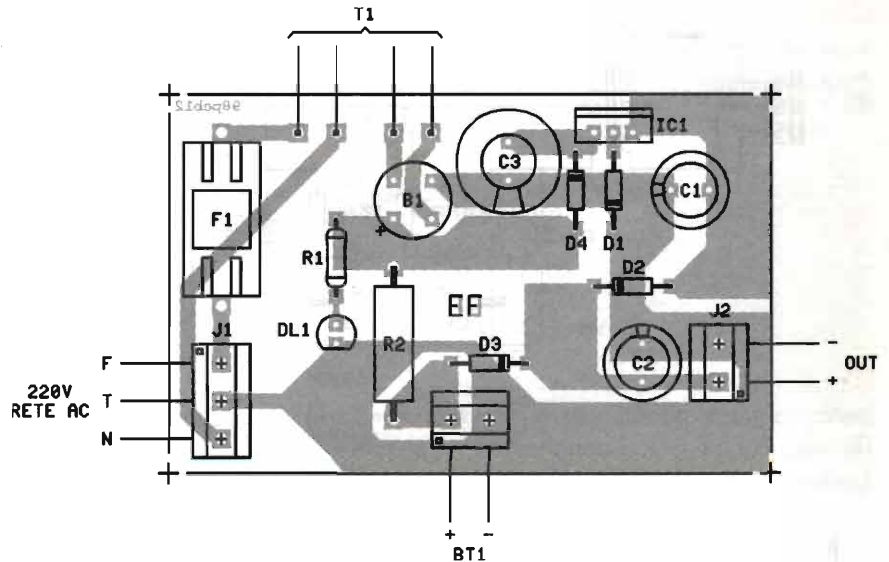 T1
98pcb12
IC1
C3
C1
F1
B1
+
D4 D1
R1
D2
EF
J1
J2
DL1
R2
D3
C2
F
T
N
220V
RETE AC
-
+
OUT
+ -
BT1